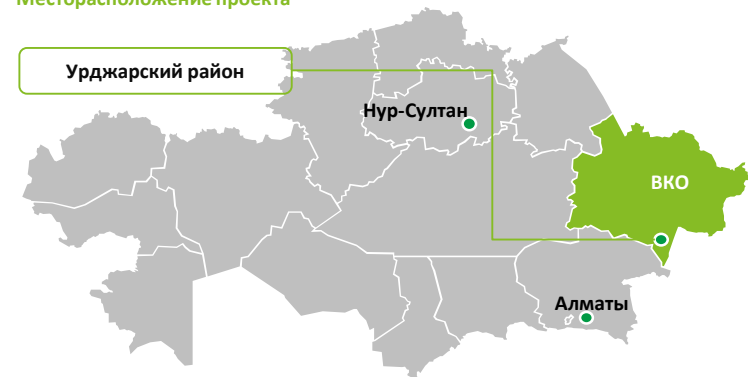 Месторасположение проекта
Урджарский район
Нур-Султан
ВКО
Алматы